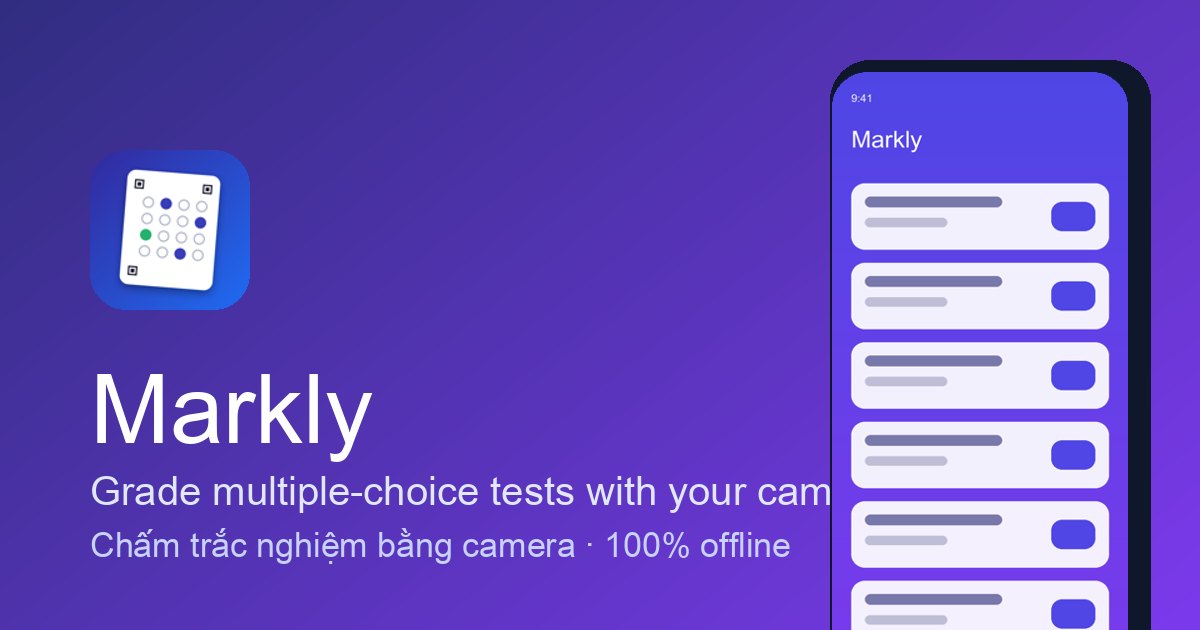 Markly
Grade multiple-choice tests with your cam
Chấm trắc nghiệm bằng camera · 100% offline
9:41
Markly